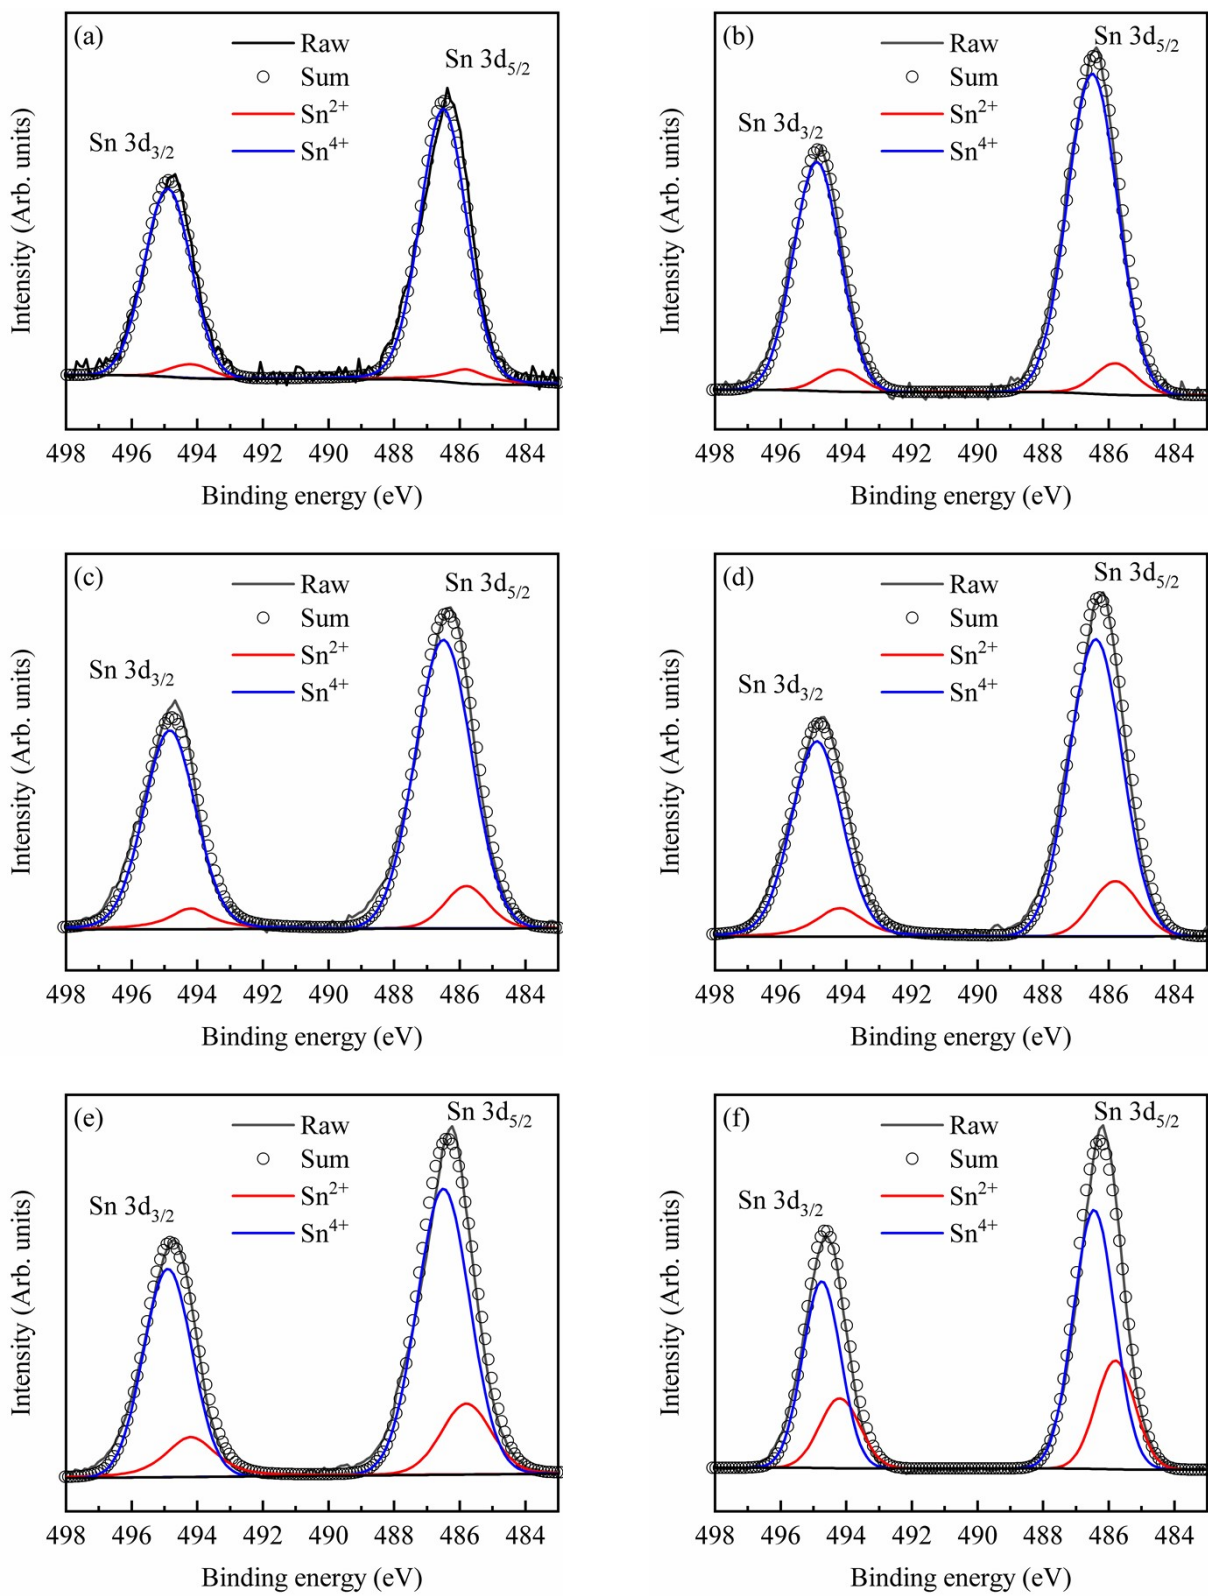 (a)
Raw
Sum
Sn²⁺
Sn⁴⁺
Sn 3d₅/₂
Sn 3d₃/₂
Intensity (Arb. units)
498 496 494 492 490 488 486 484
Binding energy (eV)
(b)
Raw
Sum
Sn²⁺
Sn⁴⁺
Sn 3d₅/₂
Sn 3d₃/₂
Intensity (Arb. units)
498 496 494 492 490 488 486 484
Binding energy (eV)
(c)
Raw
Sum
Sn²⁺
Sn⁴⁺
Sn 3d₅/₂
Sn 3d₃/₂
Intensity (Arb. units)
498 496 494 492 490 488 486 484
Binding energy (eV)
(d)
Raw
Sum
Sn²⁺
Sn⁴⁺
Sn 3d₅/₂
Sn 3d₃/₂
Intensity (Arb. units)
498 496 494 492 490 488 486 484
Binding energy (eV)
(e)
Raw
Sum
Sn²⁺
Sn⁴⁺
Sn 3d₅/₂
Sn 3d₃/₂
Intensity (Arb. units)
498 496 494 492 490 488 486 484
Binding energy (eV)
(f)
Raw
Sum
Sn²⁺
Sn⁴⁺
Sn 3d₅/₂
Sn 3d₃/₂
Intensity (Arb. units)
498 496 494 492 490 488 486 484
Binding energy (eV)